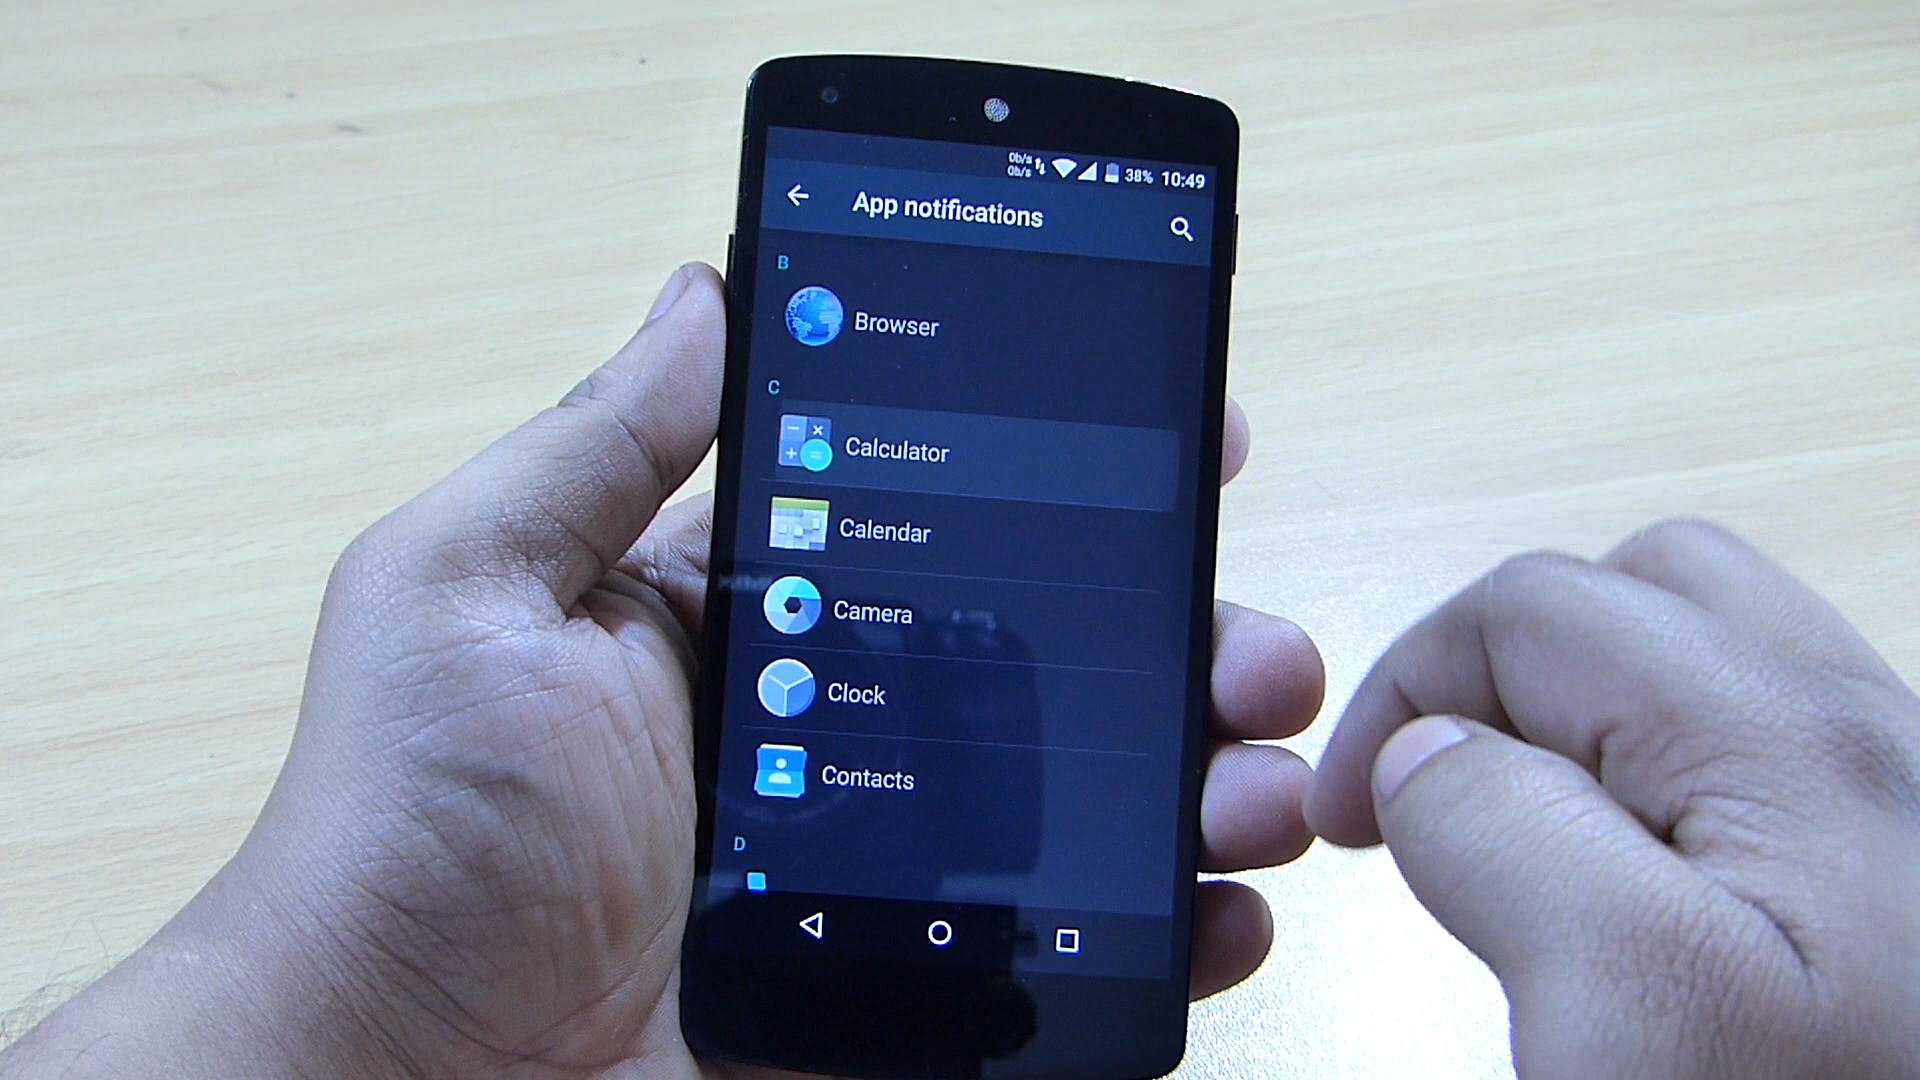 0b/s
0b/s
38% 10:49
App notifications
B
Browser
C
Calculator
Calendar
Camera
Clock
Contacts
D